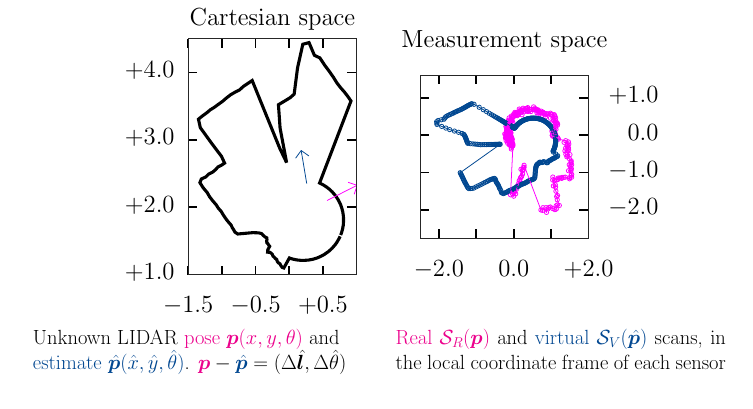 Cartesian space
Measurement space
+4.0
+3.0
+2.0
+1.0
−1.5 −0.5 +0.5
+1.0
0.0
−1.0
−2.0
−2.0 0.0 +2.0
Unknown LIDAR pose p(x, y, θ) and
estimate p̂(x̂, ŷ, θ̂). p − p̂ = (Δl̂, Δθ̂)
Real S_R(p) and virtual S_V(p̂) scans, in
the local coordinate frame of each sensor